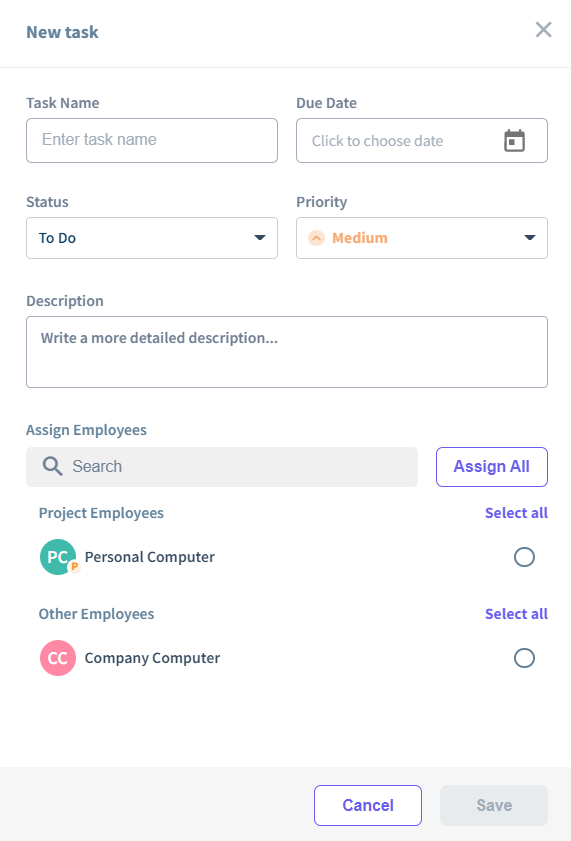 New task
Task Name
Due Date
Enter task name
Click to choose date
Status
Priority
To Do
Medium
Description
Write a more detailed description...
Assign Employees
Search
Assign All
Project Employees
Select all
PC
P
Personal Computer
Other Employees
Select all
CC
Company Computer
Cancel
Save